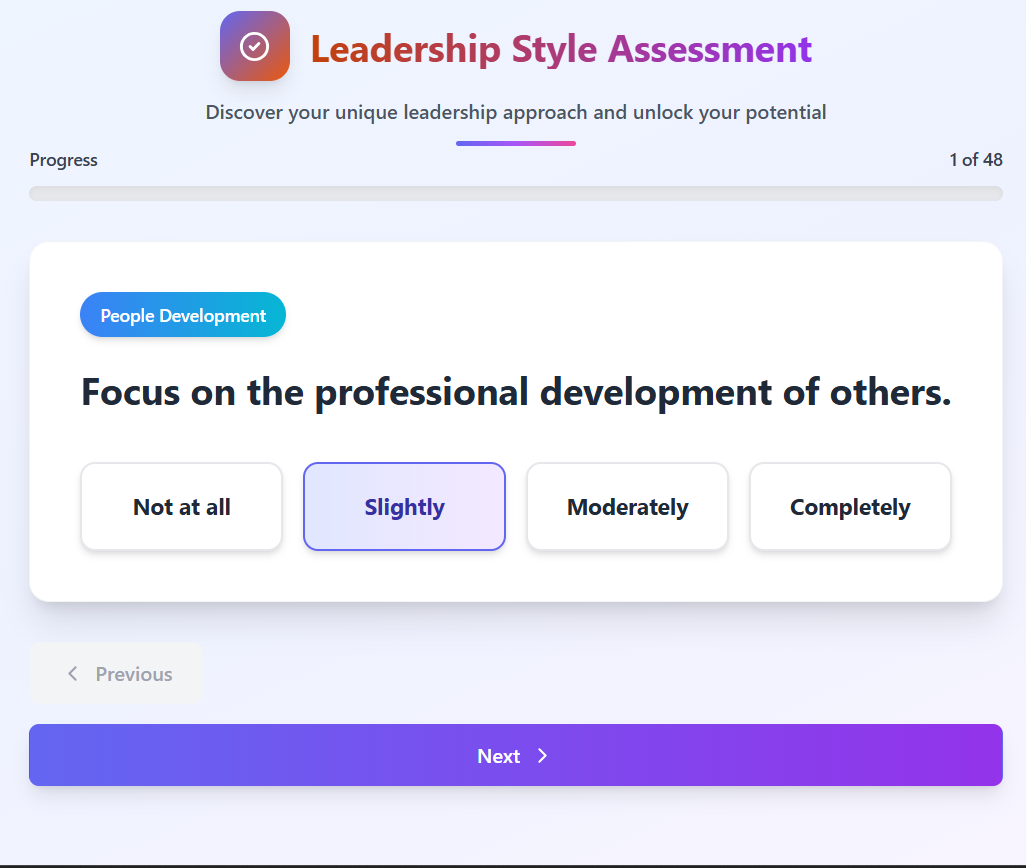 Leadership Style Assessment
Discover your unique leadership approach and unlock your potential
Progress
1 of 48
People Development
Focus on the professional development of others.
Not at all
Slightly
Moderately
Completely
Previous
Next